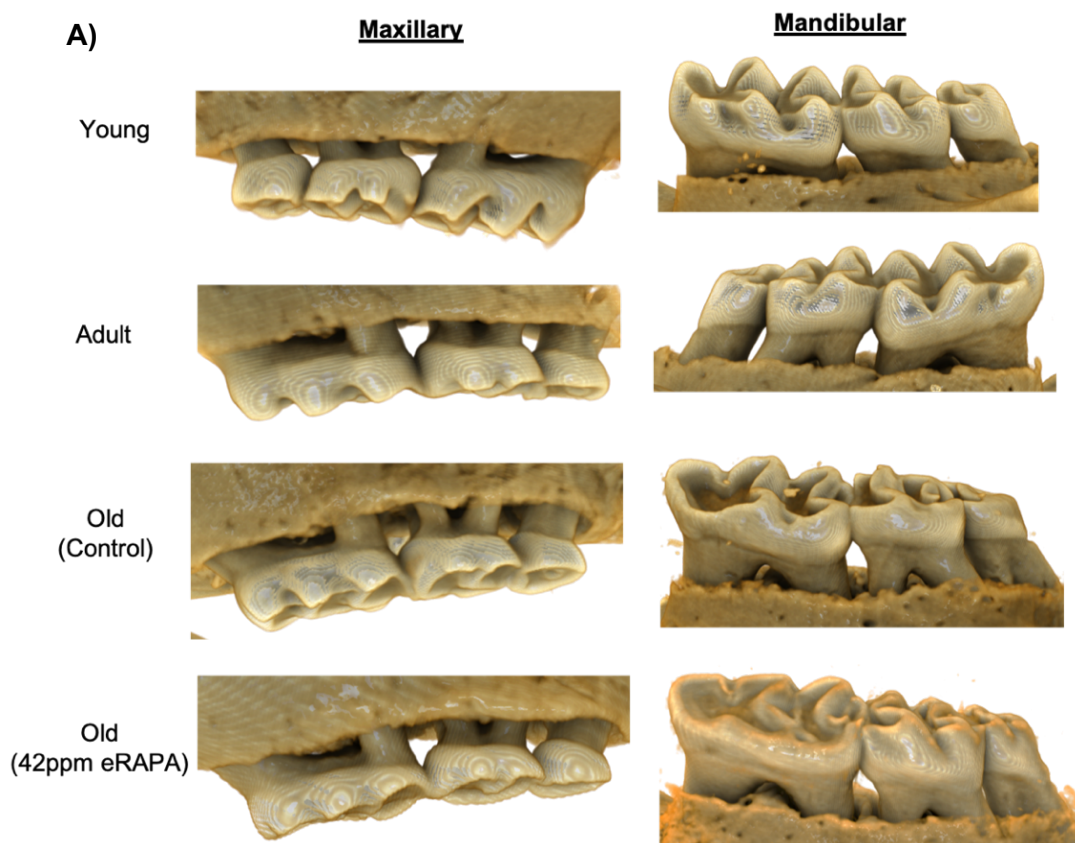 A)
Maxillary
Mandibular
Young
Adult
Old
(Control)
Old
(42ppm eRAPA)